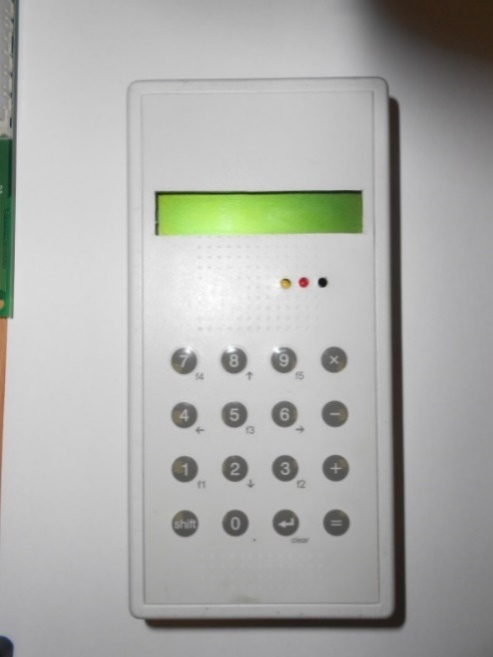 7 8 9 ×
f4 ↑ f5
4 5 6 −
← f3 →
1 2 3 +
f1 ↓ f2
shift 0 ↵ =
clear